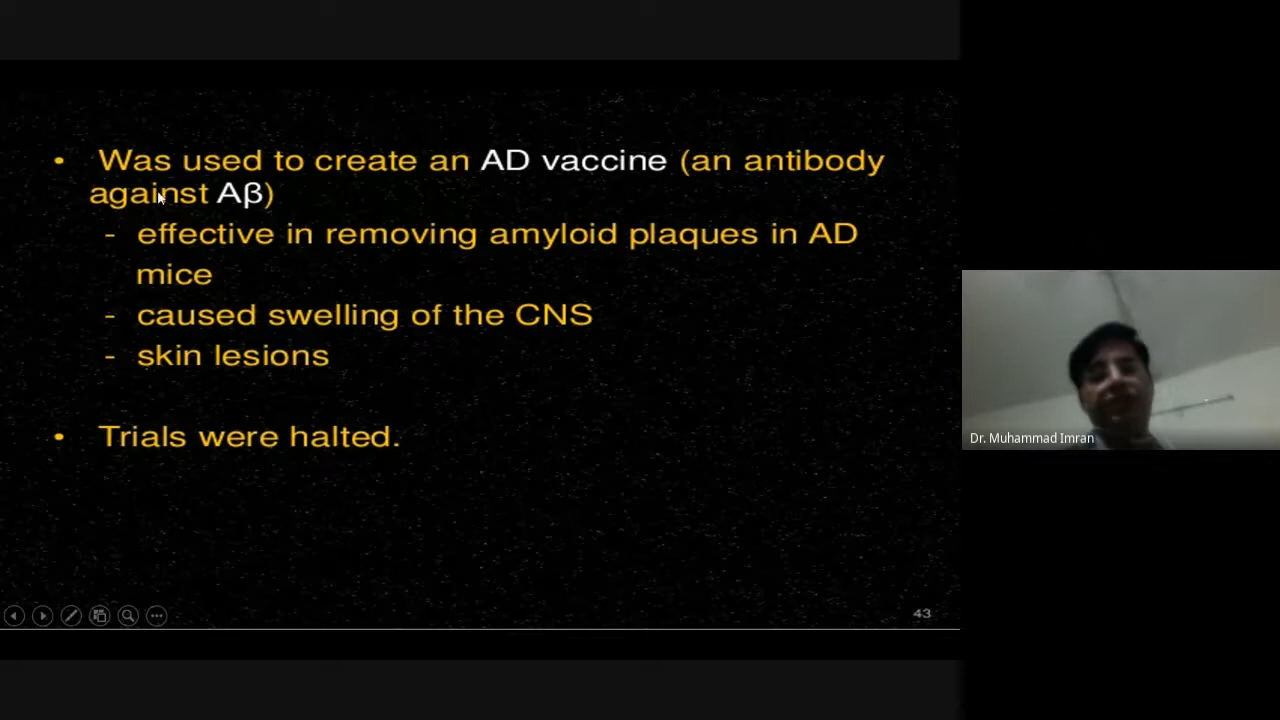 • Was used to create an AD vaccine (an antibody
against Aβ)
- effective in removing amyloid plaques in AD
mice
- caused swelling of the CNS
- skin lesions
• Trials were halted.
43
Dr. Muhammad Imran